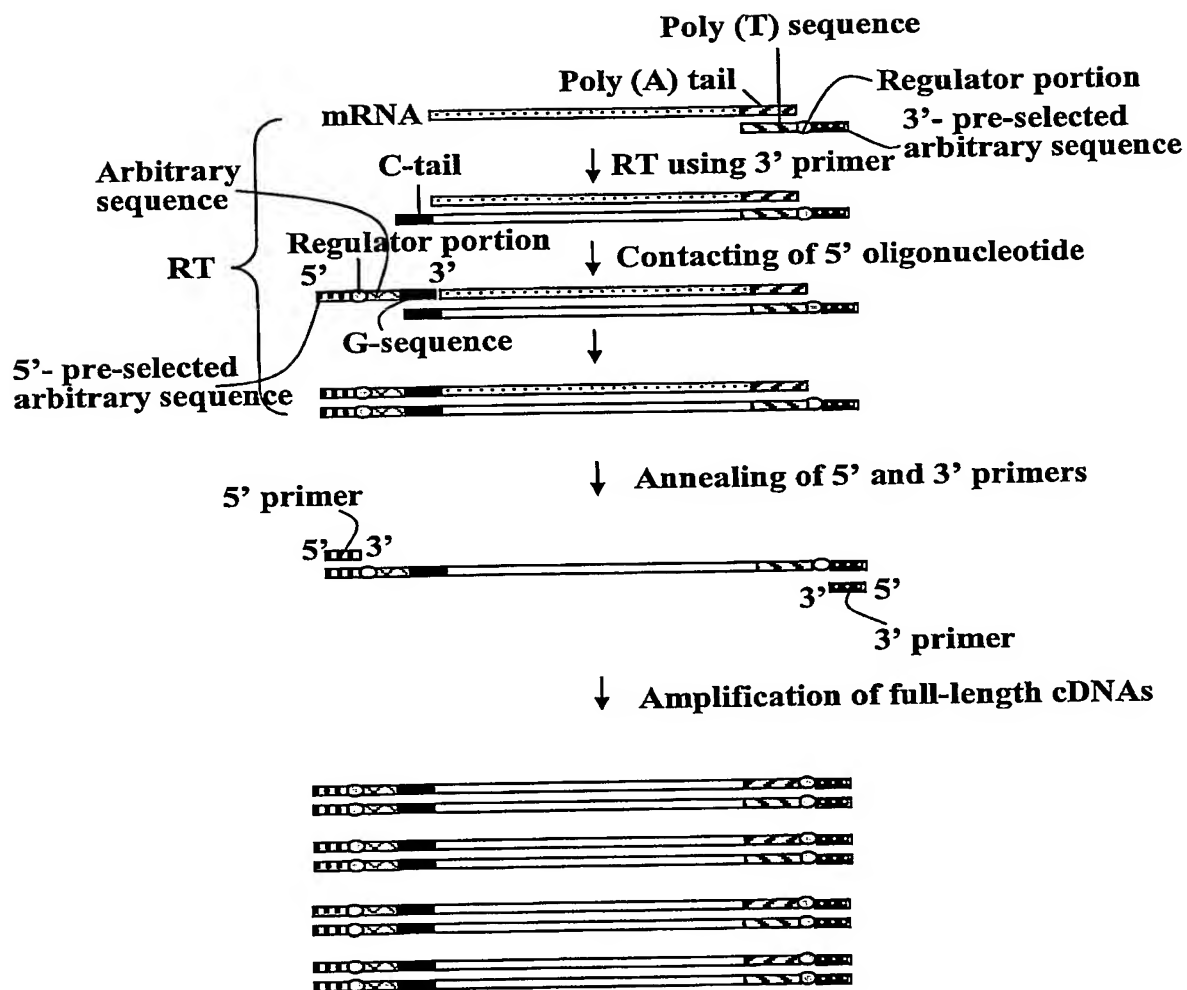 Poly (T) sequence
Poly (A) tail
Regulator portion
mRNA
3'- pre-selected
arbitrary sequence
Arbitrary
sequence
C-tail
RT using 3' primer
Regulator portion
Contacting of 5' oligonucleotide
RT
5'
3'
G-sequence
5'- pre-selected
arbitrary sequence
Annealing of 5' and 3' primers
5' primer
5'
3'
3'
5'
3' primer
Amplification of full-length cDNAs